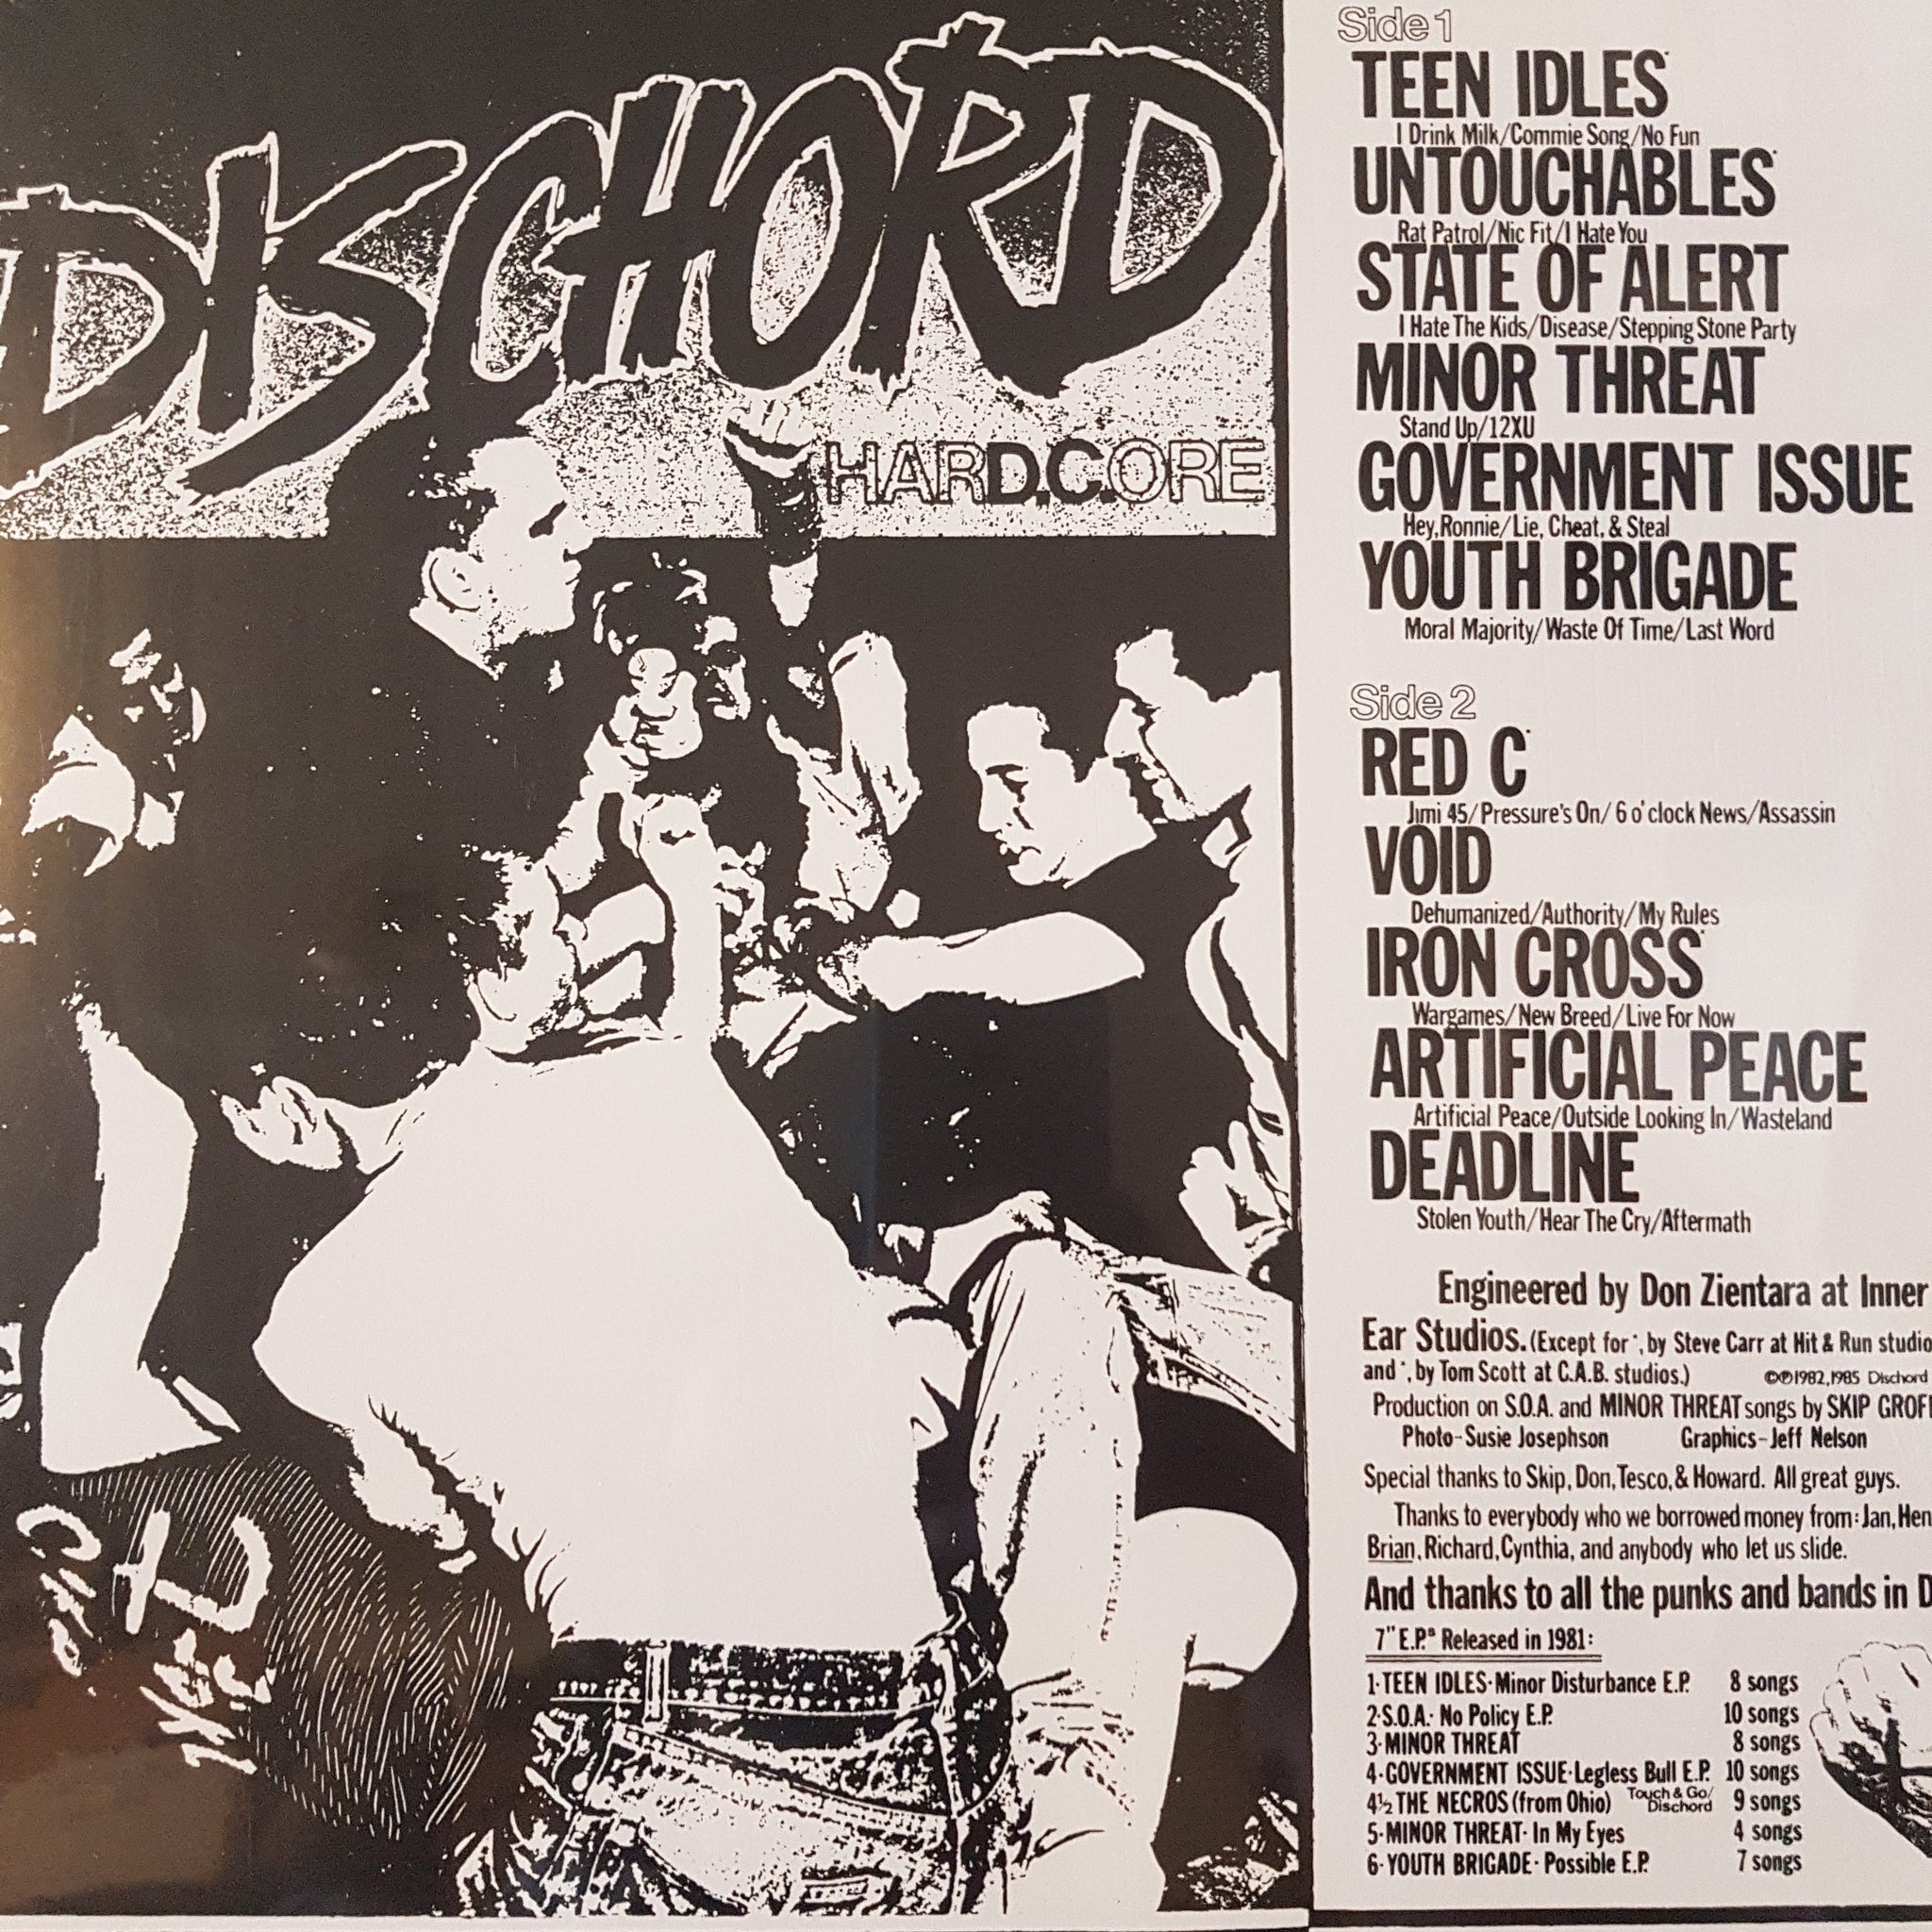 DISCHORD
HARD.C.ORE
Side 1
TEEN IDLES*
I Drink Milk/Commie Song/No Fun
UNTOUCHABLES*
Rat Patrol/Nic Fit/I Hate You
STATE OF ALERT
I Hate The Kids/Disease/Stepping Stone Party
MINOR THREAT
Stand Up/12XU
GOVERNMENT ISSUE
Hey, Ronnie/Lie, Cheat, & Steal
YOUTH BRIGADE
Moral Majority/Waste Of Time/Last Word
Side 2
RED C*
Jimi 45/Pressure's On/6 o'clock News/Assassin
VOID
Dehumanized/Authority/My Rules
IRON CROSS*
Wargames/New Breed/Live For Now
ARTIFICIAL PEACE
Artificial Peace/Outside Looking In/Wasteland
DEADLINE
Stolen Youth/Hear The Cry/Aftermath
Engineered by Don Zientara at Inner
Ear Studios. (Except for *, by Steve Carr at Hit & Run studio
and *, by Tom Scott at C.A.B. studios.) ©℗1982,1985 Dischord
Production on S.O.A. and MINOR THREAT songs by SKIP GROF
Photo-Susie Josephson Graphics-Jeff Nelson
Special thanks to Skip, Don, Tesco, & Howard. All great guys.
Thanks to everybody who we borrowed money from: Jan, Hen
Brian, Richard, Cynthia, and anybody who let us slide.
And thanks to all the punks and bands in D
7" E.P.s Released in 1981:
1·TEEN IDLES·Minor Disturbance E.P. 8 songs
2·S.O.A.· No Policy E.P. 10 songs
3·MINOR THREAT 8 songs
4·GOVERNMENT ISSUE·Legless Bull E.P. 10 songs
4½ THE NECROS (from Ohio) Touch & Go/Dischord 9 songs
5·MINOR THREAT· In My Eyes 4 songs
6·YOUTH BRIGADE· Possible E.P. 7 songs